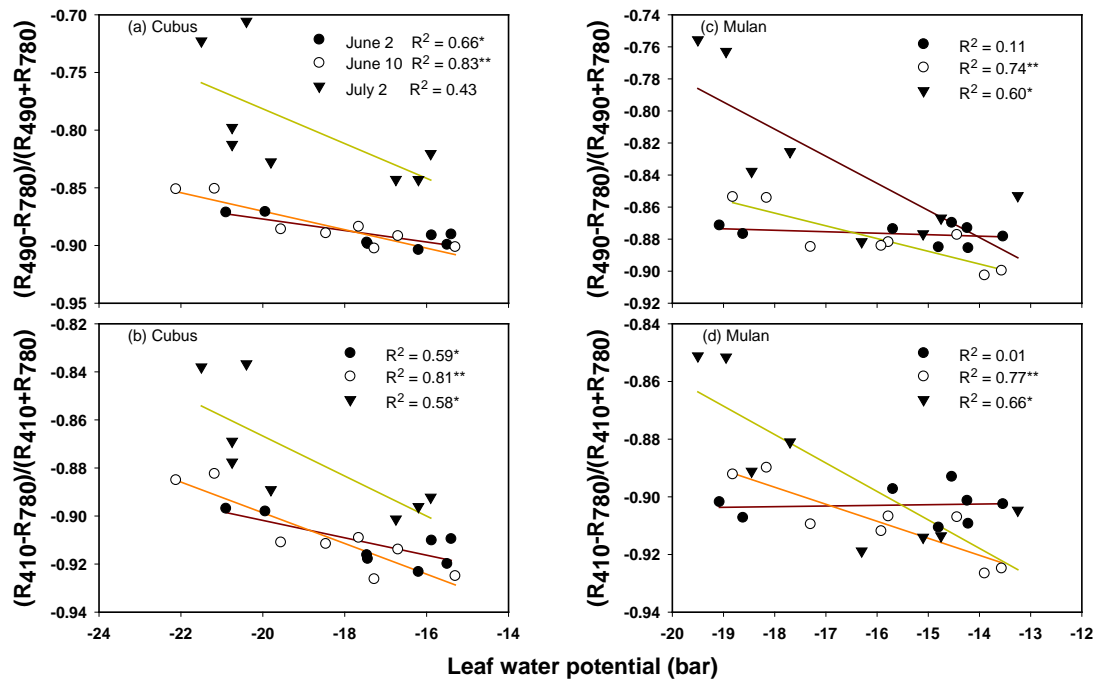 (a) Cubus
June 2 R² = 0.66*
June 10 R² = 0.83**
July 2 R² = 0.43
(R490-R780)/(R490+R780)
-0.70
-0.75
-0.80
-0.85
-0.90
-0.95
(c) Mulan
R² = 0.11
R² = 0.74**
R² = 0.60*
(R490-R780)/(R490+R780)
-0.74
-0.76
-0.78
-0.80
-0.82
-0.84
-0.86
-0.88
-0.90
-0.92
(b) Cubus
R² = 0.59*
R² = 0.81**
R² = 0.58*
(R410-R780)/(R410+R780)
-0.82
-0.84
-0.86
-0.88
-0.90
-0.92
-0.94
-24 -22 -20 -18 -16 -14
(d) Mulan
R² = 0.01
R² = 0.77**
R² = 0.66*
(R410-R780)/(R410+R780)
-0.84
-0.86
-0.88
-0.90
-0.92
-0.94
-20 -19 -18 -17 -16 -15 -14 -13 -12
Leaf water potential (bar)